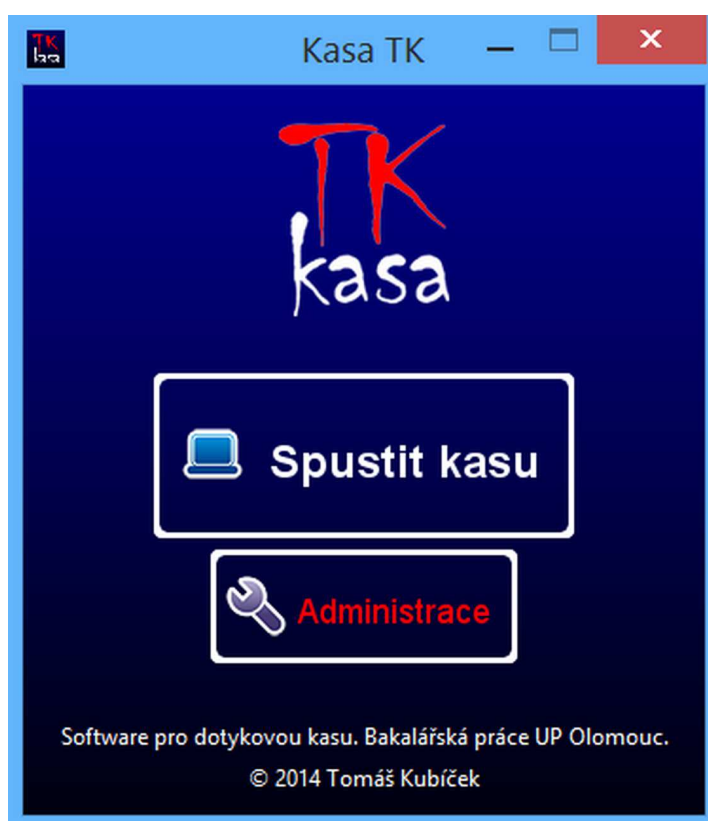 TK
kasa
Kasa TK
TK
kasa
Spustit kasu
Administrace
Software pro dotykovou kasu. Bakalářská práce UP Olomouc.
© 2014 Tomáš Kubíček